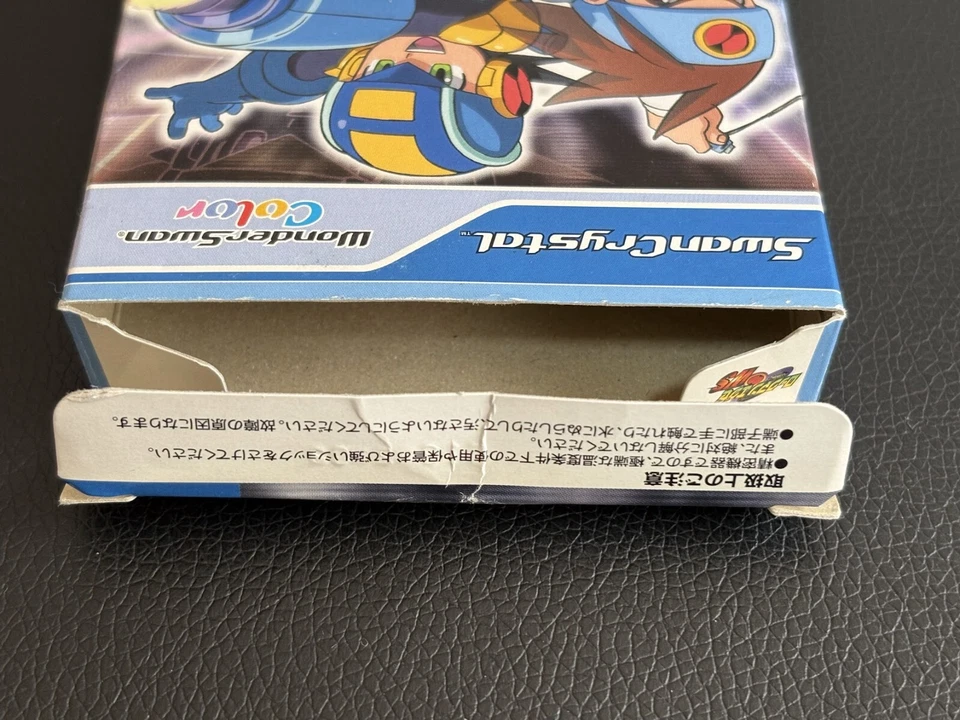 SwanCrystal™
WonderSwan®
Color
取扱上のご注意
●精密機器ですので、極端な温度条件下での使用や保管および強いショックをさけてください。
また、絶対に分解しないでください。
●端子部に手で触れたり、水にぬらしたりして汚さないようにしてください。故障の原因になります。